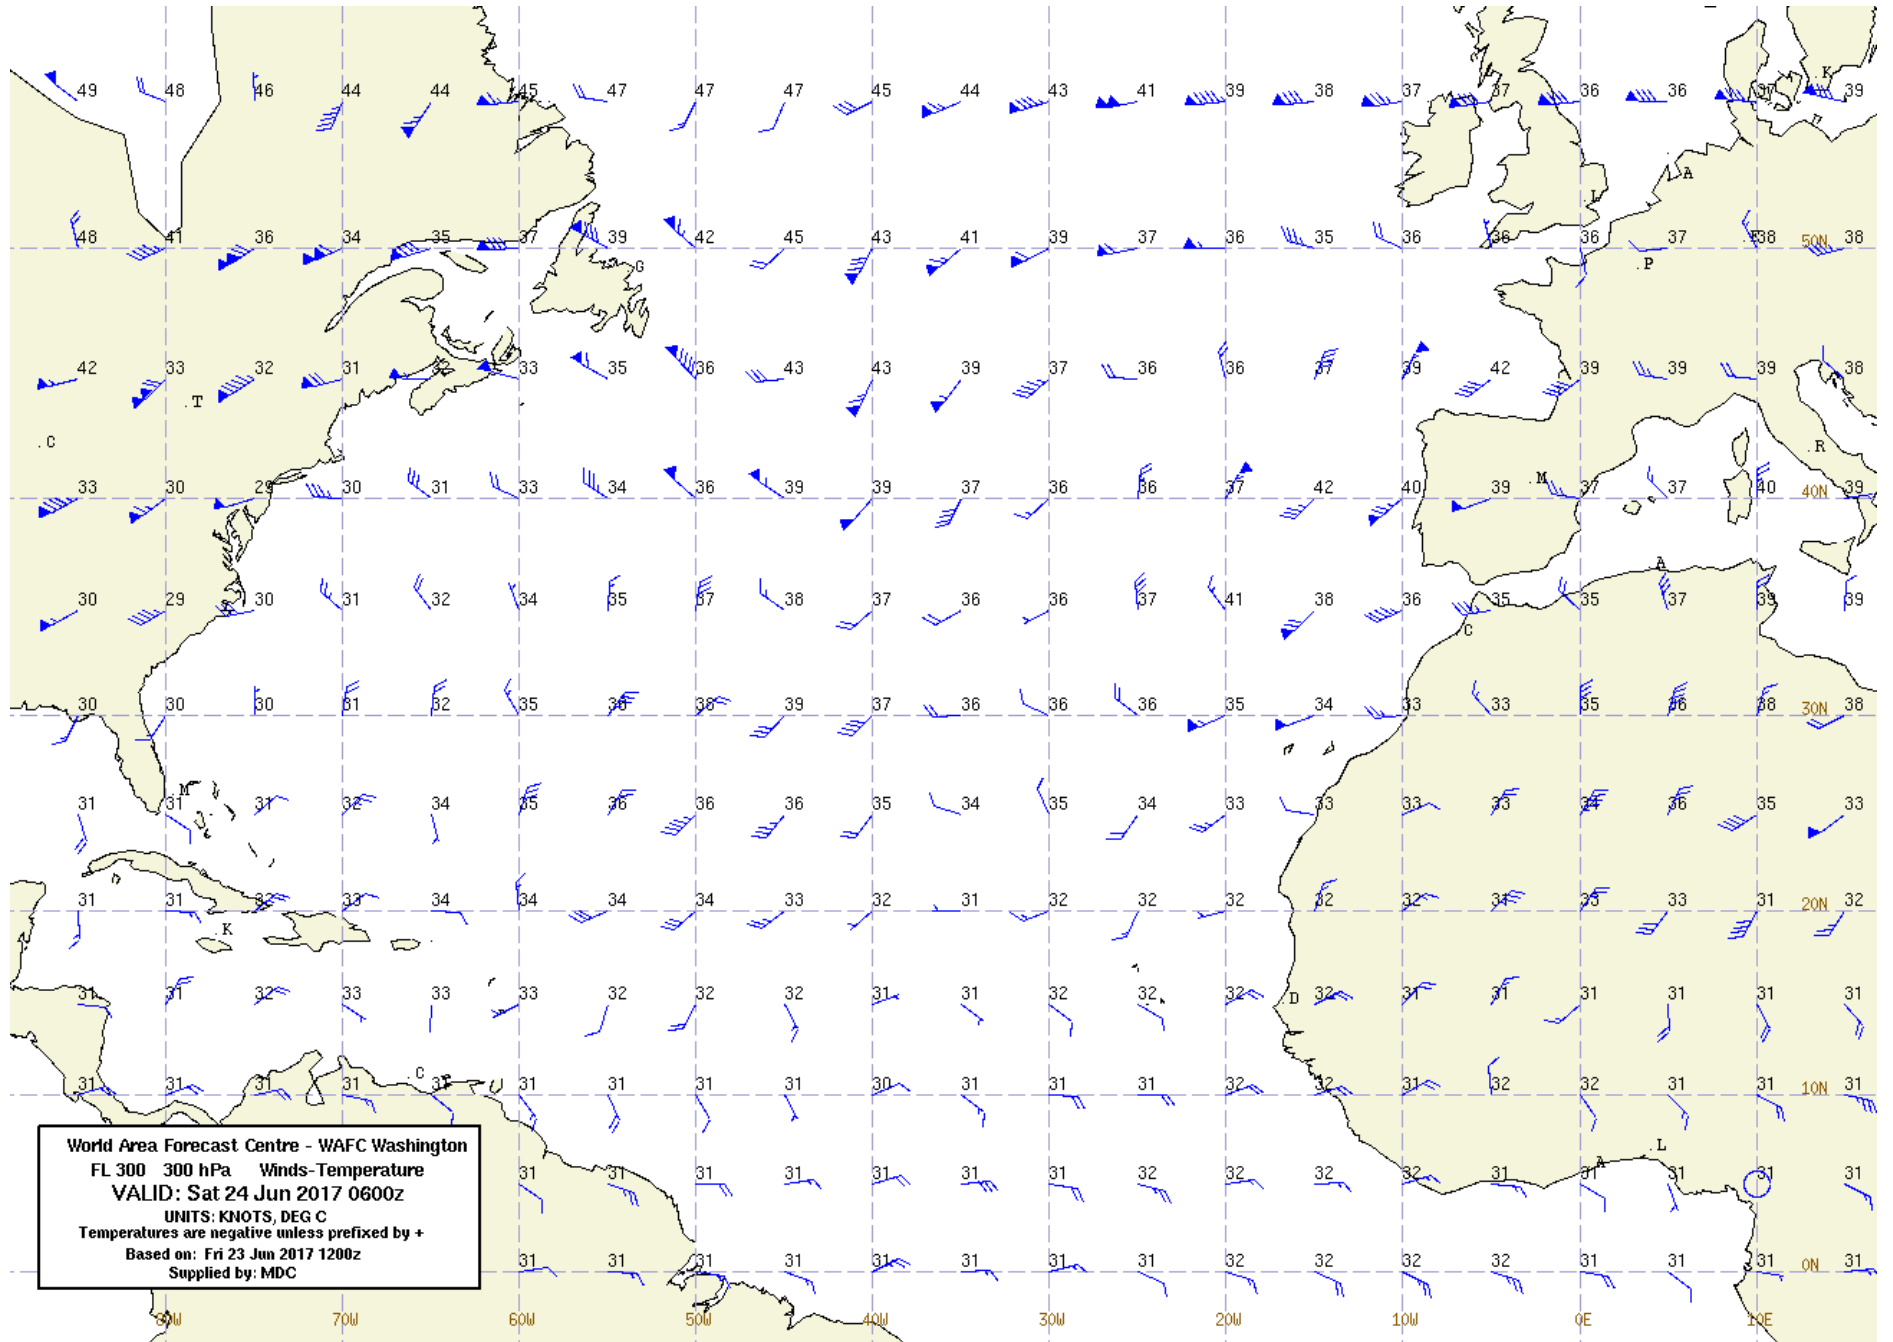 .K
49 48 46 44 44 45 47 47 47 45 44 43 41 39 38 37 37 36 36 37 39
.A
.L
48 41 36 34 35 37 39 42 45 43 41 39 37 36 35 36 36 36 37 38 50N 38
.G .P
42 33 32 31 32 33 35 36 43 43 39 37 36 36 37 39 42 39 39 39 38
.T
.C
.R
.M
33 30 29 30 31 33 34 36 39 39 37 36 36 37 42 40 39 37 37 40 40N 39
.A
30 29 30 31 32 34 35 37 38 37 36 36 37 41 38 36 35 35 37 39 39
.C
30 30 30 31 32 35 36 38 39 37 36 36 36 35 34 33 33 35 36 38 30N 38
M
31 31 31 32 34 35 36 36 36 35 34 35 34 33 33 33 33 34 36 35 33
31 31 32 33 34 34 34 34 33 32 31 32 32 32 32 32 34 33 33 31 20N 32
.K
31 31 32 33 33 33 32 32 32 31 31 32 32 32 .D 32 31 31 31 31 31 31
.C
31 31 31 31 31 31 31 31 31 30 31 31 31 32 32 31 32 32 31 31 10N 31
.L
A
31 31 31 31 31 31 32 32 32 32 32 31 31 31 31 31
31 31 31 31 31 31 31 32 32 32 32 31 31 31 0N 31
World Area Forecast Centre - WAFC Washington
FL 300 300 hPa Winds-Temperature
VALID: Sat 24 Jun 2017 0600z
UNITS: KNOTS, DEG C
Temperatures are negative unless prefixed by +
Based on: Fri 23 Jun 2017 1200z
Supplied by: MDC
80W 70W 60W 50W 40W 30W 20W 10W 0E 10E